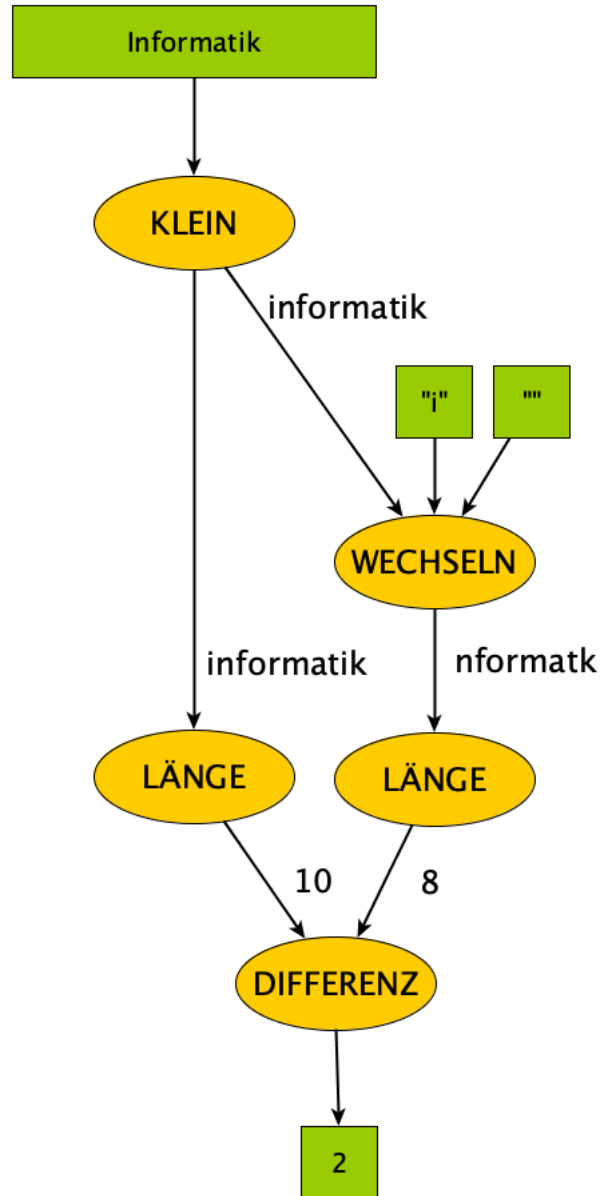 Informatik
KLEIN
informatik
"i"
""
WECHSELN
informatik
nformatk
LÄNGE
LÄNGE
10
8
DIFFERENZ
2